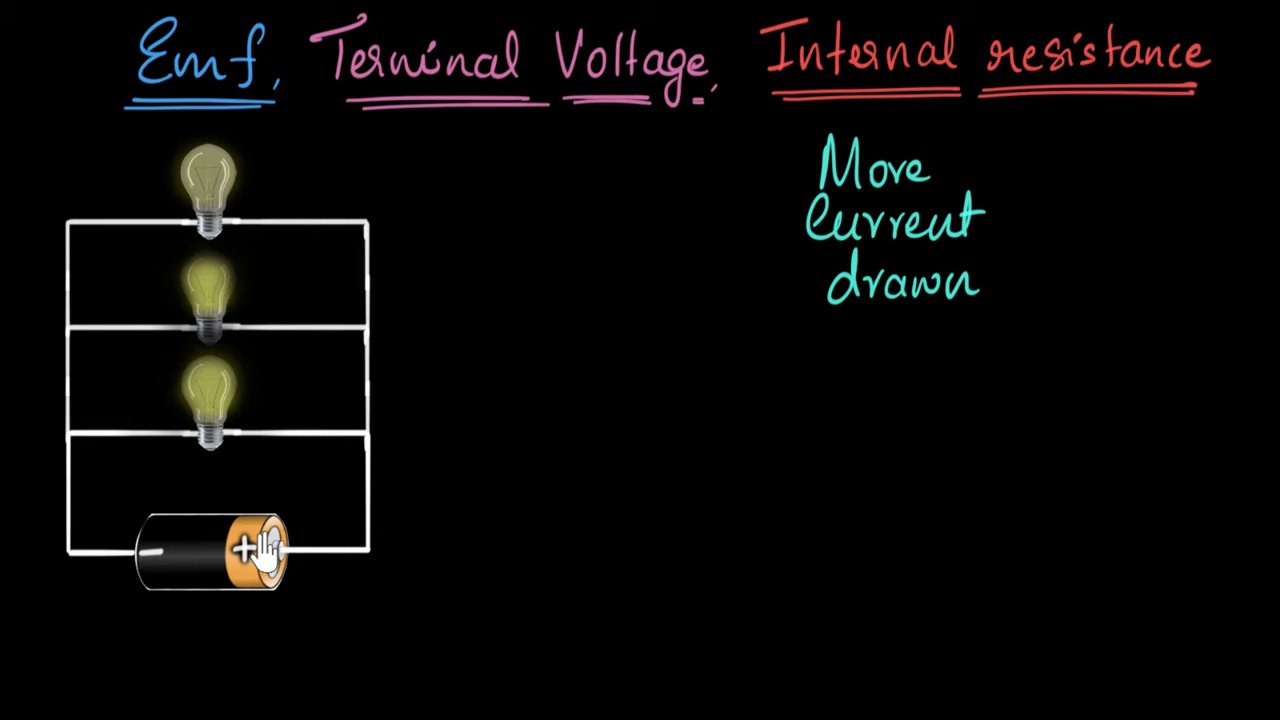 Emf, Terminal Voltage, Internal resistance
More
Current
drawn
+